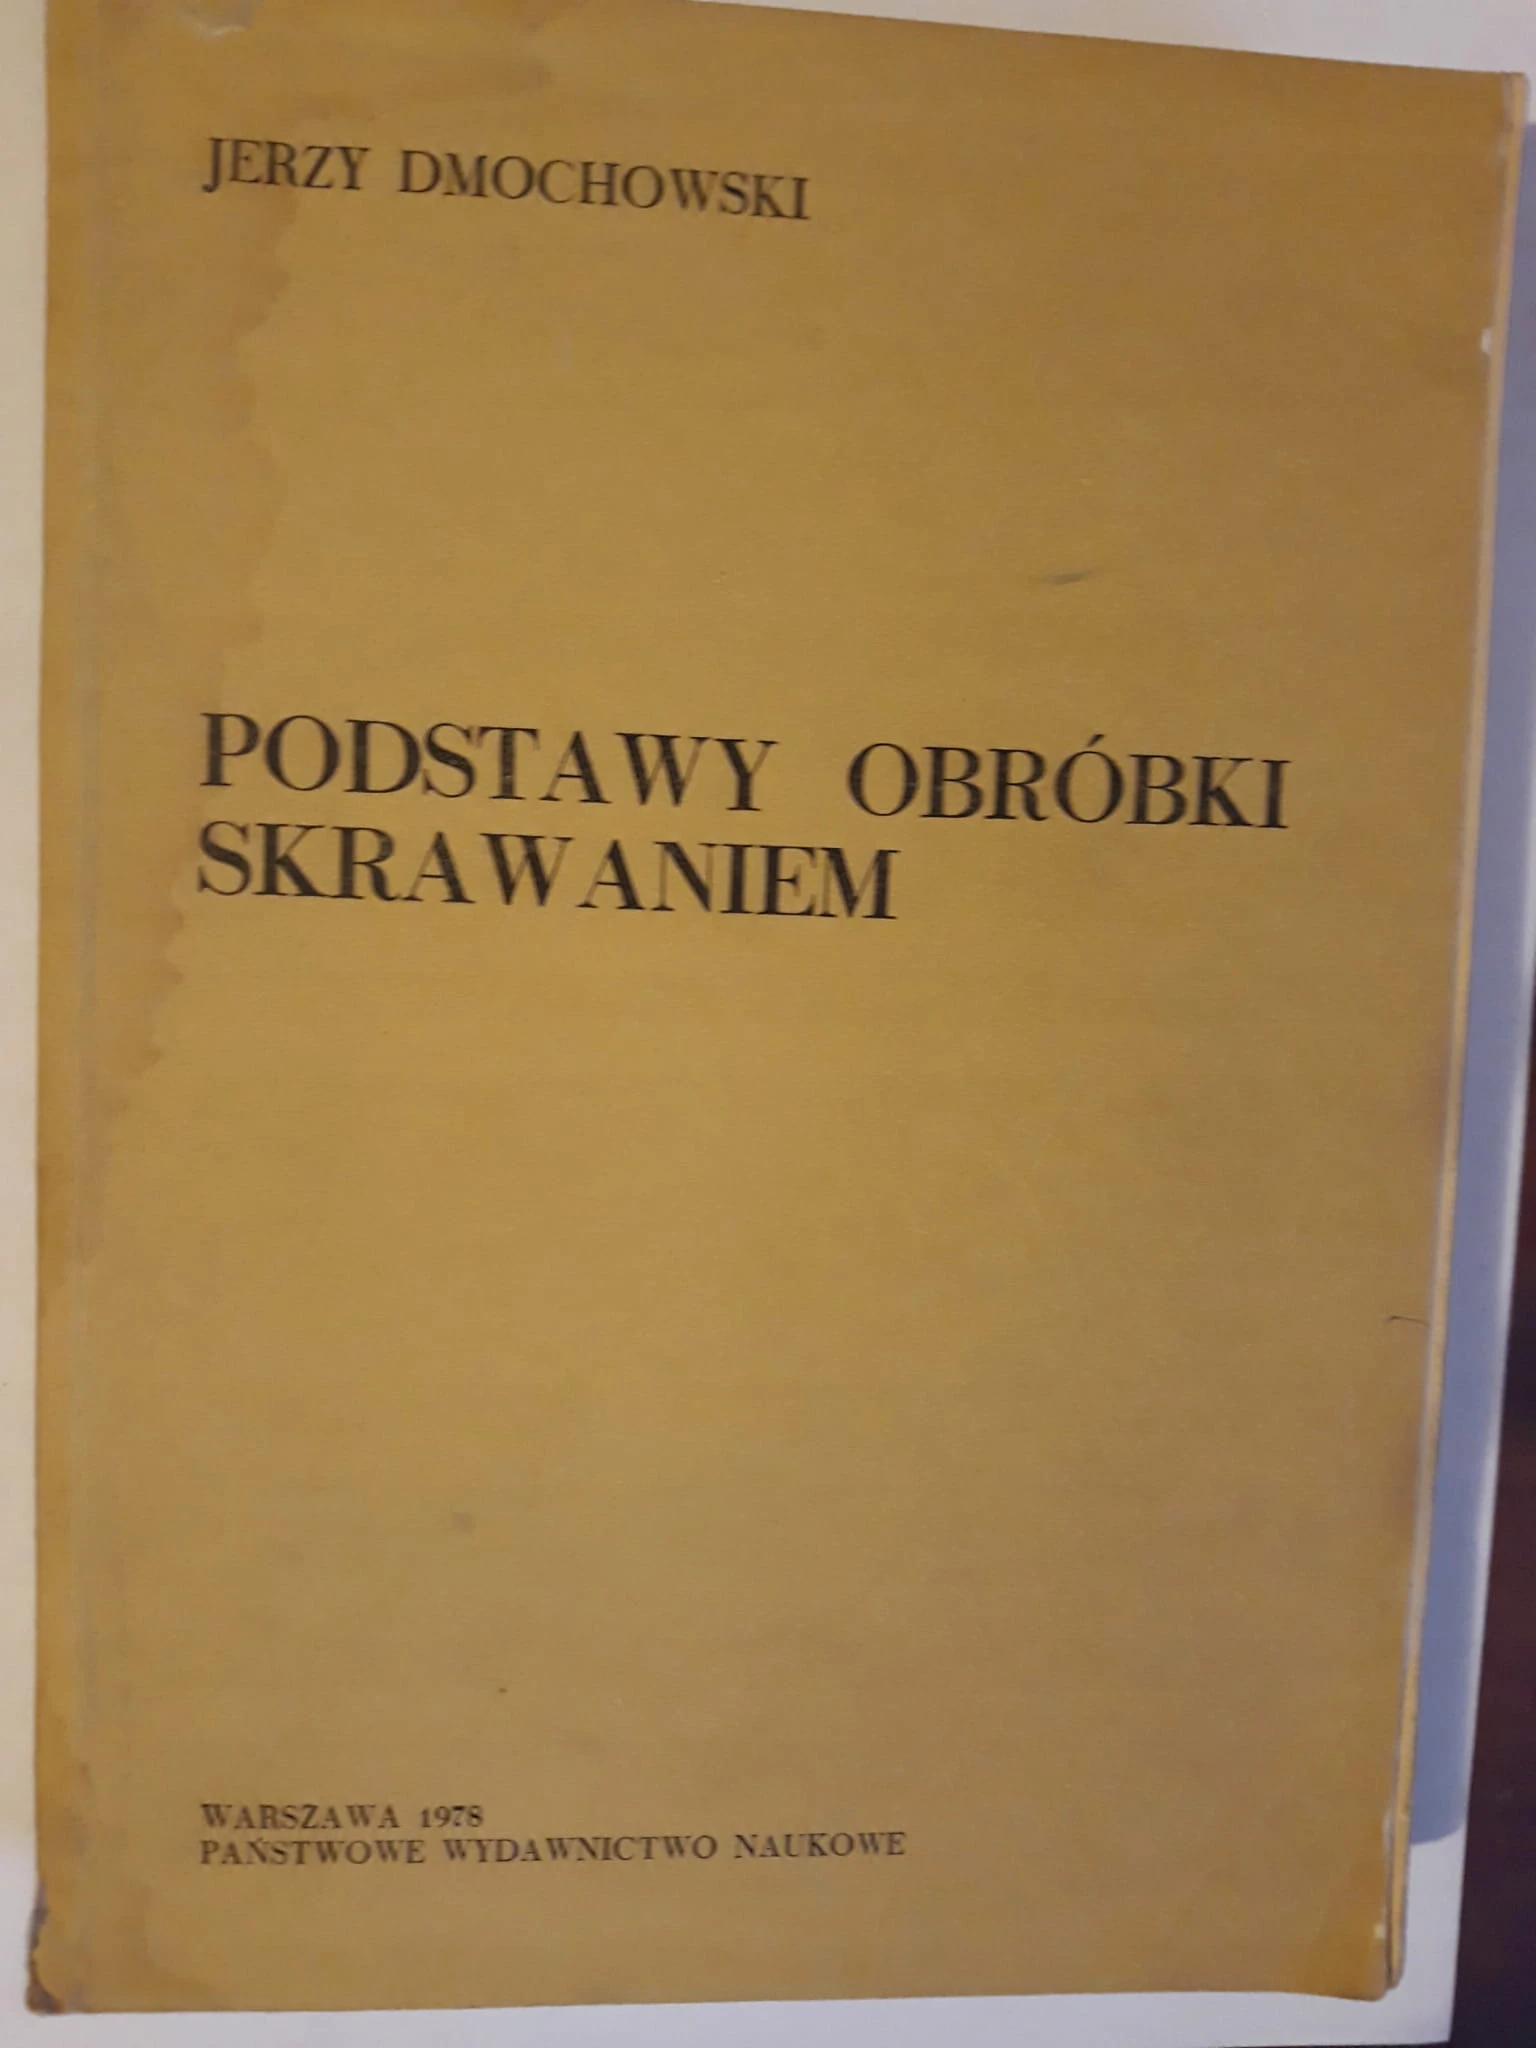 JERZY DMOCHOWSKI
PODSTAWY OBRÓBKI
SKRAWANIEM
WARSZAWA 1978
PAŃSTWOWE WYDAWNICTWO NAUKOWE